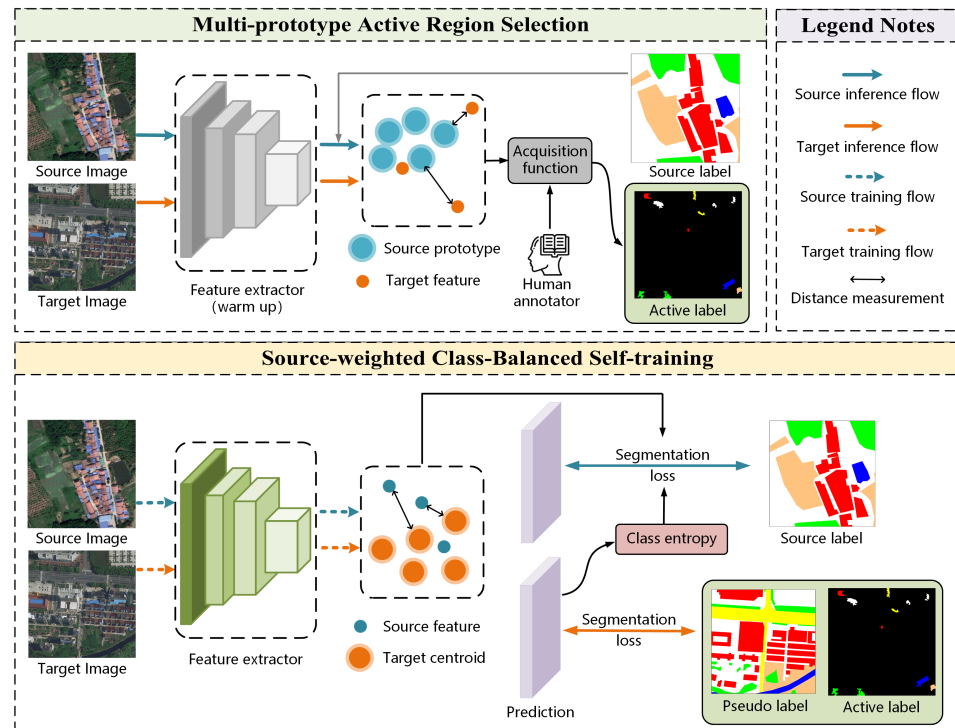 Multi-prototype Active Region Selection
Source Image
Target Image
Feature extractor
(warm up)
Source prototype
Target feature
Acquisition
function
Human
annotator
Source label
Active label
Legend Notes
Source inference flow
Target inference flow
Source training flow
Target training flow
Distance measurement
Source-weighted Class-Balanced Self-training
Source Image
Target Image
Feature extractor
Source feature
Target centroid
Prediction
Segmentation
loss
Class entropy
Segmentation
loss
Source label
Pseudo label
Active label